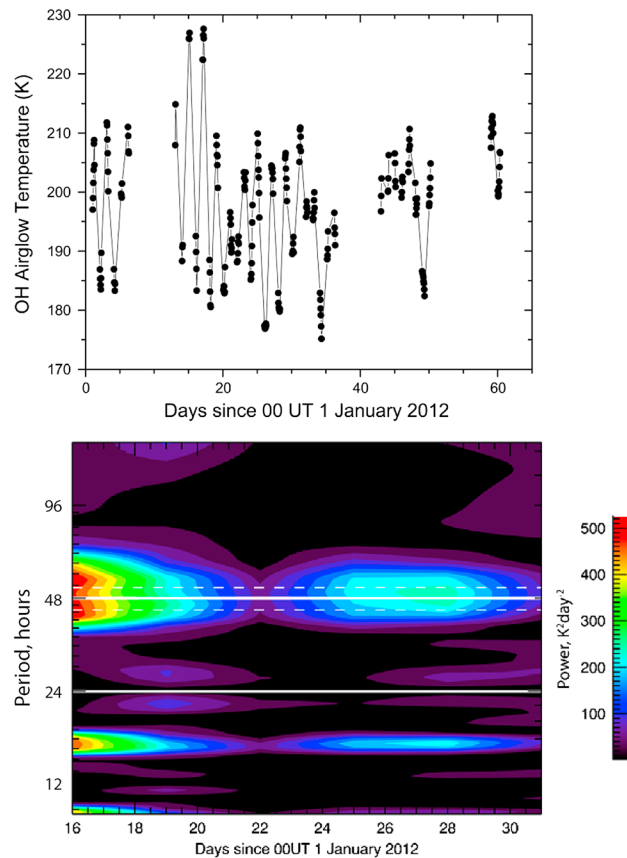 230
220
210
200
190
180
170
OH Airglow Temperature (K)
0 20 40 60
Days since 00 UT 1 January 2012
96
48
24
12
Period, hours
16 18 20 22 24 26 28 30
Days since 00UT 1 January 2012
500
400
300
200
100
Power, K²day⁻²